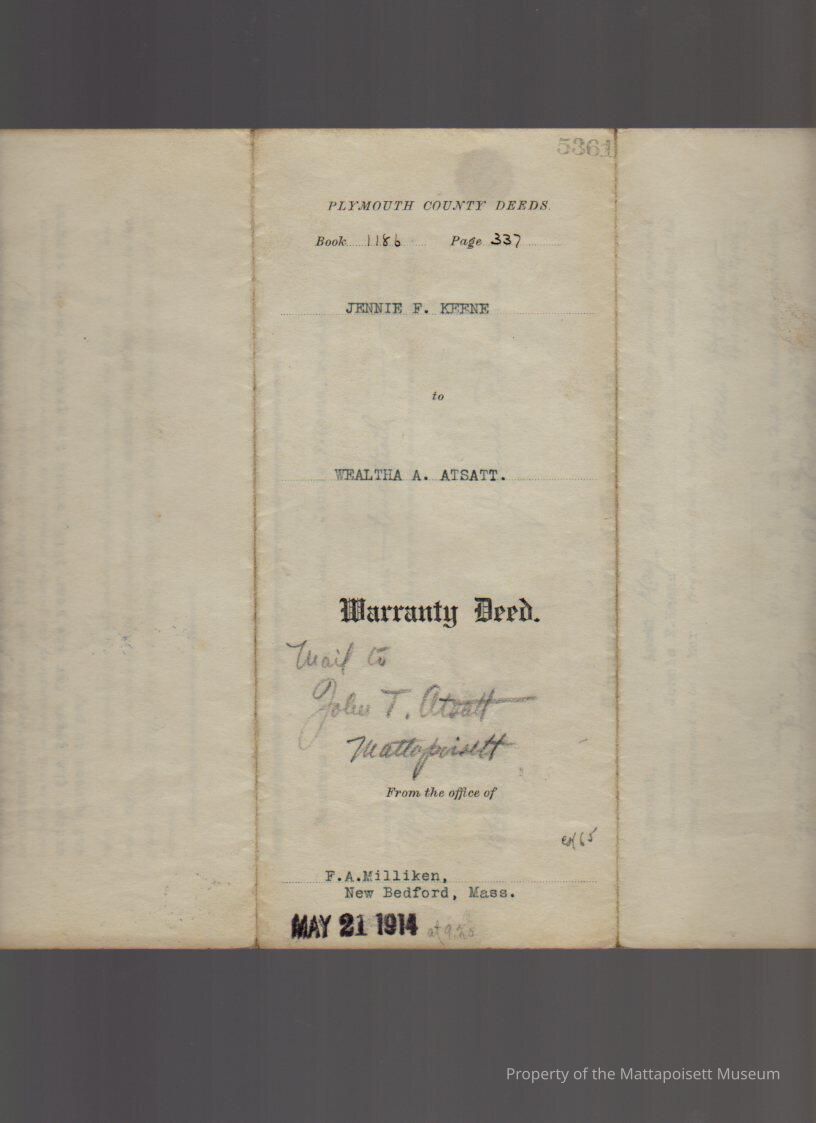 5361
PLYMOUTH COUNTY DEEDS.
Book 1186 Page 337
JENNIE F. KEENE
to
WEALTHA A. ATSATT.
Warranty Deed.
Mail to
John T. Atsatt
Mattapoisett
From the office of
F.A.Milliken,
New Bedford, Mass.
MAY 21 1914 at
Property of the Mattapoisett Museum